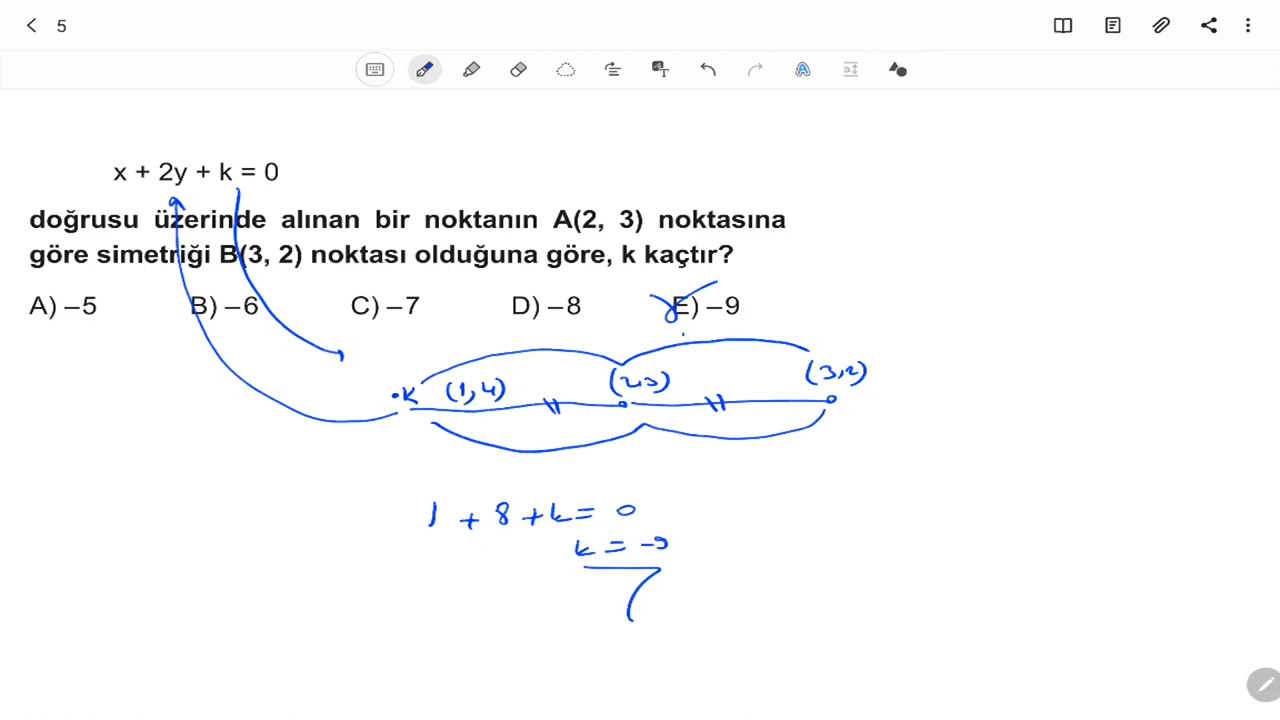 5
x + 2y + k = 0
doğrusu üzerinde alınan bir noktanın A(2, 3) noktasına
göre simetriği B(3, 2) noktası olduğuna göre, k kaçtır?
A) –5 B) –6 C) –7 D) –8 E) –9
K (1,4) (2,3) (3,2)
1 + 8 + k = 0
k = -9